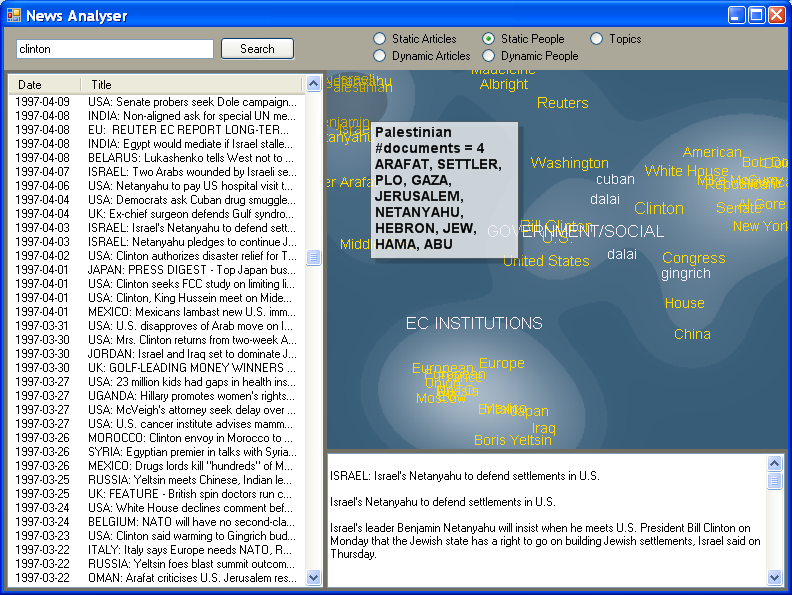 News Analyser
clinton
Search
Static Articles
Static People
Topics
Dynamic Articles
Dynamic People
Date Title
1997-04-09 USA: Senate probers seek Dole campaign...
1997-04-08 INDIA: Non-aligned ask for special UN me...
1997-04-08 EU: REUTER EC REPORT LONG-TER...
1997-04-08 INDIA: Egypt would mediate if Israel stalle...
1997-04-08 BELARUS: Lukashenko tells West not to ...
1997-04-07 ISRAEL: Two Arabs wounded by Israeli se...
1997-04-06 USA: Netanyahu to pay US hospital visit t...
1997-04-04 USA: Democrats ask Cuban drug smuggle...
1997-04-04 UK: Ex-chief surgeon defends Gulf syndro...
1997-04-03 ISRAEL: Israel's Netanyahu to defend sett...
1997-04-03 ISRAEL: Netanyahu pledges to continue J...
1997-04-02 USA: Clinton authorizes disaster relief for T...
1997-04-01 JAPAN: PRESS DIGEST - Top Japan bus...
1997-04-01 USA: Clinton seeks FCC study on limiting li...
1997-04-01 USA: Clinton, King Hussein meet on Mide...
1997-04-01 MEXICO: Mexicans lambast new U.S. imm...
1997-03-31 USA: U.S. disapproves of Arab move on I...
1997-03-30 USA: Mrs. Clinton returns from two-week A...
1997-03-30 JORDAN: Israel and Iraq set to dominate J...
1997-03-30 UK: GOLF-LEADING MONEY WINNERS ...
1997-03-27 USA: 23 million kids had gaps in health ins...
1997-03-27 UGANDA: Hillary promotes women's rights...
1997-03-27 USA: McVeigh's attorney seek delay over ...
1997-03-27 USA: U.S. cancer institute advises mamm...
1997-03-26 MOROCCO: Clinton envoy in Morocco to ...
1997-03-26 SYRIA: Egyptian premier in talks with Syria...
1997-03-26 MEXICO: Drugs lords kill "hundreds" of M...
1997-03-25 RUSSIA: Yeltsin meets Chinese, Indian le...
1997-03-25 UK: FEATURE - British spin doctors run c...
1997-03-24 USA: White House declines comment bef...
1997-03-24 BELGIUM: NATO will have no second-cla...
1997-03-23 USA: Clinton said warming to Gingrich bud...
1997-03-22 ITALY: Italy says Europe needs NATO, R...
1997-03-22 RUSSIA: Yeltsin foes blast summit outcom...
1997-03-22 OMAN: Arafat criticises U.S. Jerusalem res...
Madeleine
Albright
Israeli
Palestinian
Reuters
Palestinian
#documents = 4
ARAFAT, SETTLER,
PLO, GAZA,
JERUSALEM,
NETANYAHU,
HEBRON, JEW,
HAMA, ABU
Washington
American
White House
Bob Do
Mike McCurry
Republican
cuban
dalai
Clinton
Senate
Al Gore
New York
Bill Clinton
GOVERNMENT/SOCIAL
U.S.
United States
dalai
Congress
gingrich
House
China
EC INSTITUTIONS
Europe
European
Union
Russia
Moscow
Mexico
Japan
Iraq
Boris Yeltsin
ISRAEL: Israel's Netanyahu to defend settlements in U.S.
Israel's Netanyahu to defend settlements in U.S.
Israel's leader Benjamin Netanyahu will insist when he meets U.S. President Bill Clinton on
Monday that the Jewish state has a right to go on building Jewish settlements, Israel said on
Thursday.